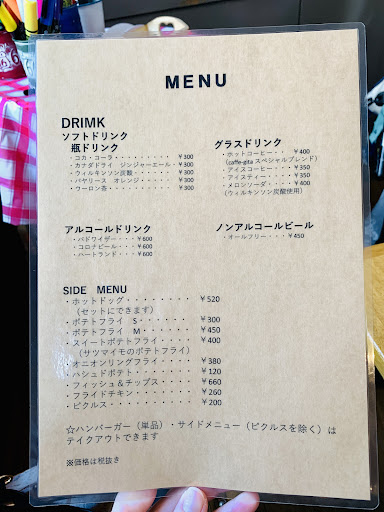 MENU
DRIMK
ソフトドリンク
瓶ドリンク
・コカ・コーラ・・・・・・・・・ ￥300
・カナダドライ ジンジャーエール・￥300
・ウィルキンソン炭酸・・・・・・ ￥300
・バヤリース オレンジ・・・・・ ￥300
・ウーロン茶・・・・・・・・・・ ￥300
グラスドリンク
・ホットコーヒー・・ ￥400
（caffe-gita スペシャルブレンド）
・アイスコーヒー・・・￥350
・アイスティー・・・・￥350
・メロンソーダ・・・・￥400
（ウィルキンソン炭酸使用）
アルコールドリンク
・バドワイザー・・・￥600
・コロナビール・・・￥600
・ハートランド・・・￥600
ノンアルコールビール
・オールフリー・・・￥450
SIDE MENU
・ホットドッグ・・・・・・・・ ￥520
（セットにできます）
・ポテトフライ S・・・・・・ ￥300
・ポテトフライ M・・・・・・ ￥450
・スイートポテトフライ・・・・ ￥400
（サツマイモのポテトフライ）
・オニオンリングフライ・・・・ ￥380
・ハシュドポテト・・・・・・・ ￥120
・フィッシュ＆チップス・・・・ ￥660
・フライドチキン・・・・・・・ ￥260
・ピクルス・・・・・・・・・・ ￥200
☆ハンバーガー（単品）・サイドメニュー（ピクルスを除く）は
テイクアウトできます
※価格は税抜き